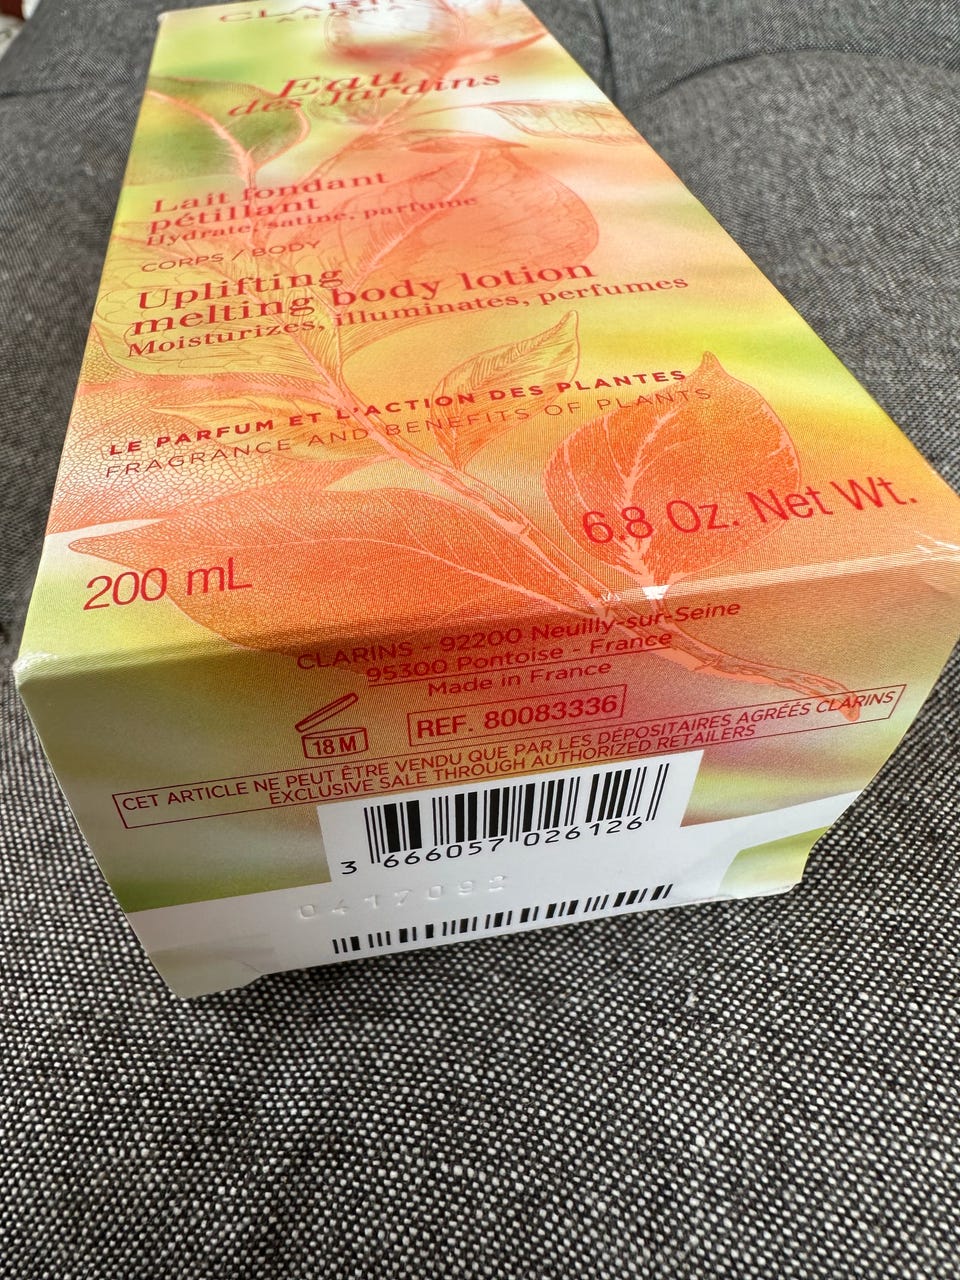 Eau
des Jardins
Lait fondant
pétillant
Hydrate, satine, parfume
CORPS / BODY
Uplifting
melting body lotion
Moisturizes, illuminates, perfumes
LE PARFUM ET L'ACTION DES PLANTES
FRAGRANCE AND BENEFITS OF PLANTS
200 mL 6.8 Oz. Net Wt.
CLARINS - 92200 Neuilly-sur-Seine
95300 Pontoise - France
Made in France
18 M REF. 80083336
CET ARTICLE NE PEUT ÊTRE VENDU QUE PAR LES DÉPOSITAIRES AGRÉÉS CLARINS
EXCLUSIVE SALE THROUGH AUTHORIZED RETAILERS
3 666057 026126
0417092